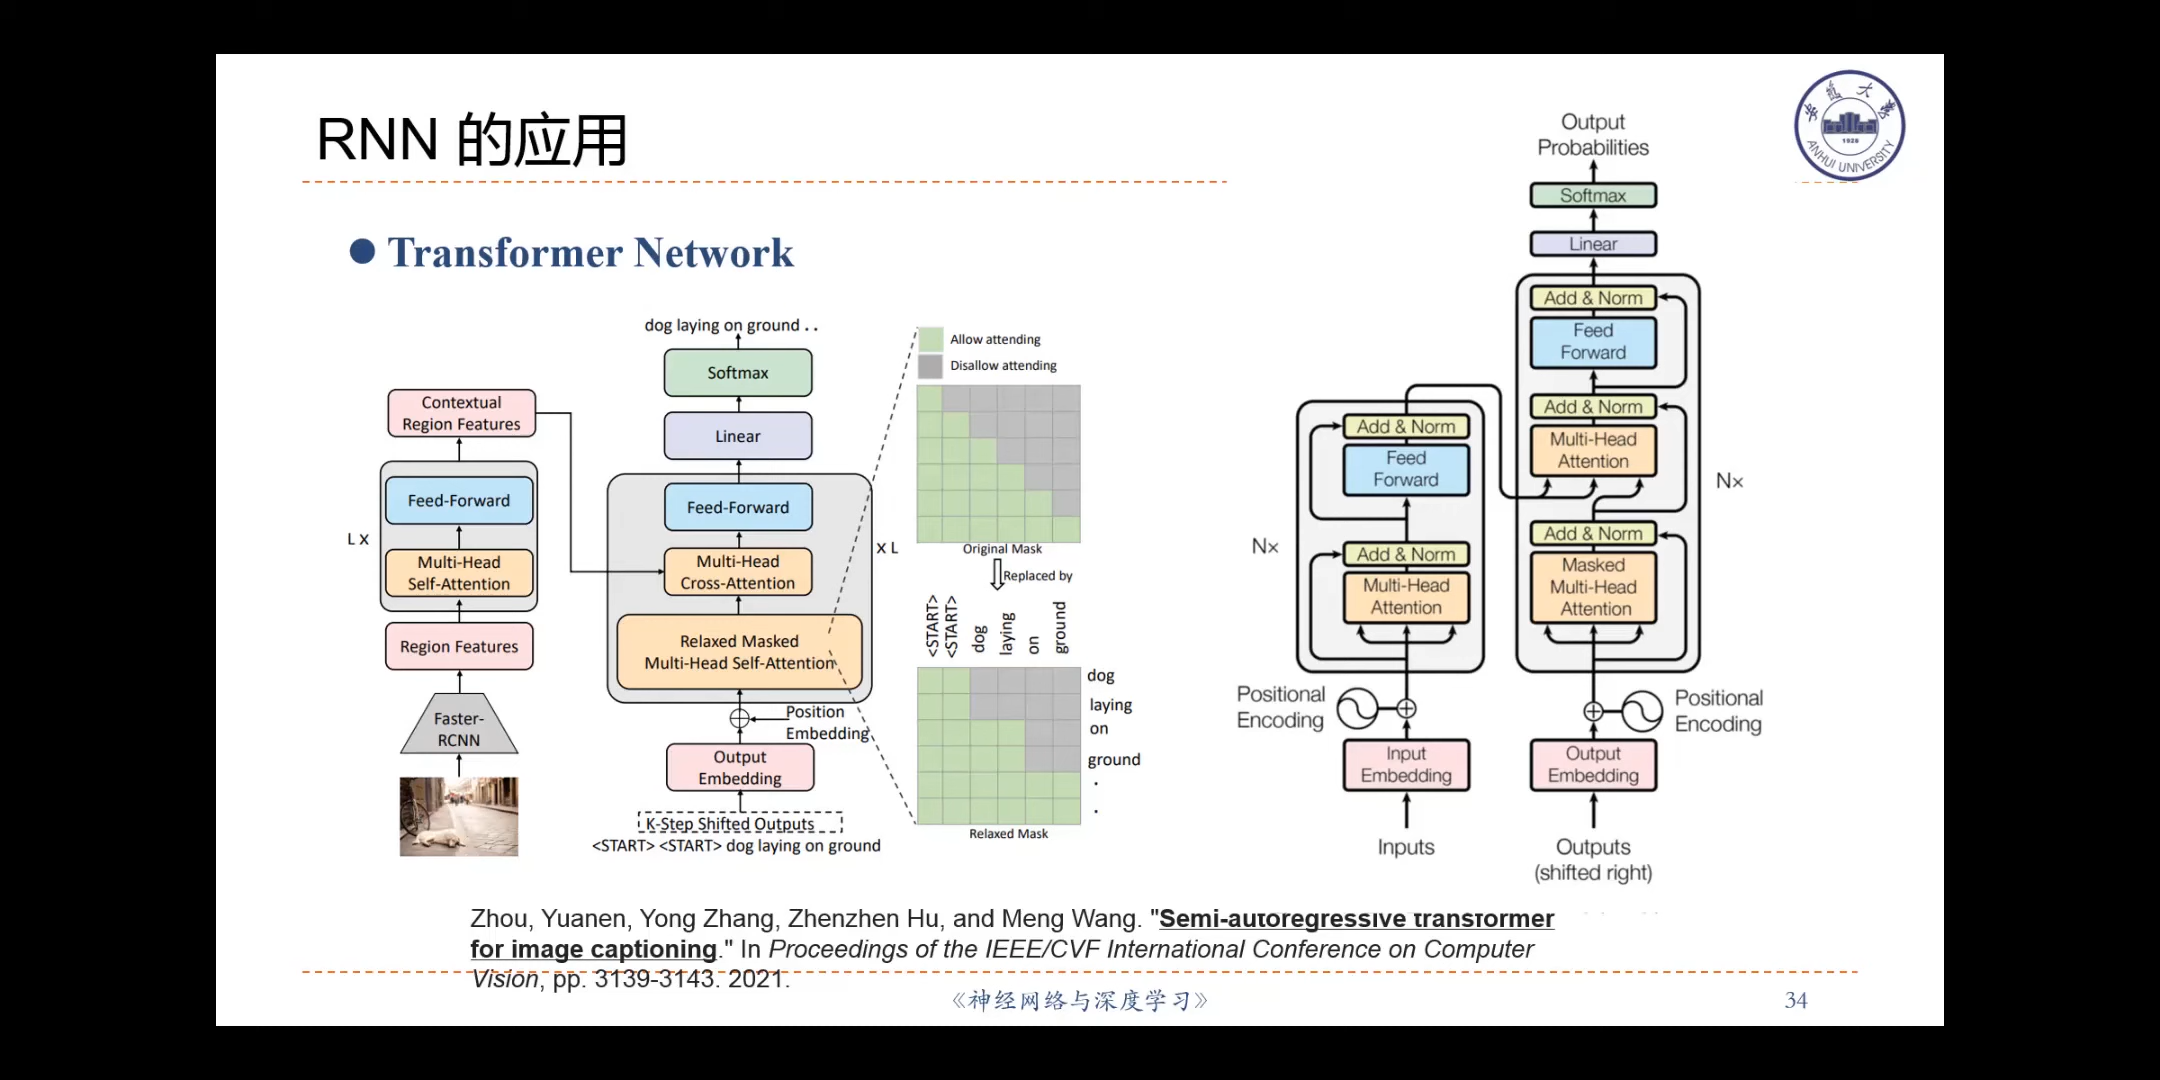 RNN 的应用
安徽大学
1928
ANHUI UNIVERSITY
Transformer Network
dog laying on ground . .
Softmax
Linear
Feed-Forward
Multi-Head
Cross-Attention
Relaxed Masked
Multi-Head Self-Attention
x L
Position
Embedding
Output
Embedding
K-Step Shifted Outputs
<START> <START> dog laying on ground
Contextual
Region Features
Feed-Forward
Multi-Head
Self-Attention
L x
Region Features
Faster-
RCNN
Allow attending
Disallow attending
Original Mask
Replaced by
<START>
<START>
dog
laying
on
ground
dog
laying
on
ground
.
.
Relaxed Mask
Output
Probabilities
Softmax
Linear
Add & Norm
Feed
Forward
Add & Norm
Multi-Head
Attention
Add & Norm
Masked
Multi-Head
Attention
N×
Add & Norm
Feed
Forward
Add & Norm
Multi-Head
Attention
N×
Positional
Encoding
Positional
Encoding
Input
Embedding
Output
Embedding
Inputs
Outputs
(shifted right)
Zhou, Yuanen, Yong Zhang, Zhenzhen Hu, and Meng Wang. "Semi-autoregressive transformer
for image captioning." In Proceedings of the IEEE/CVF International Conference on Computer
Vision, pp. 3139-3143. 2021.
《神经网络与深度学习》
34